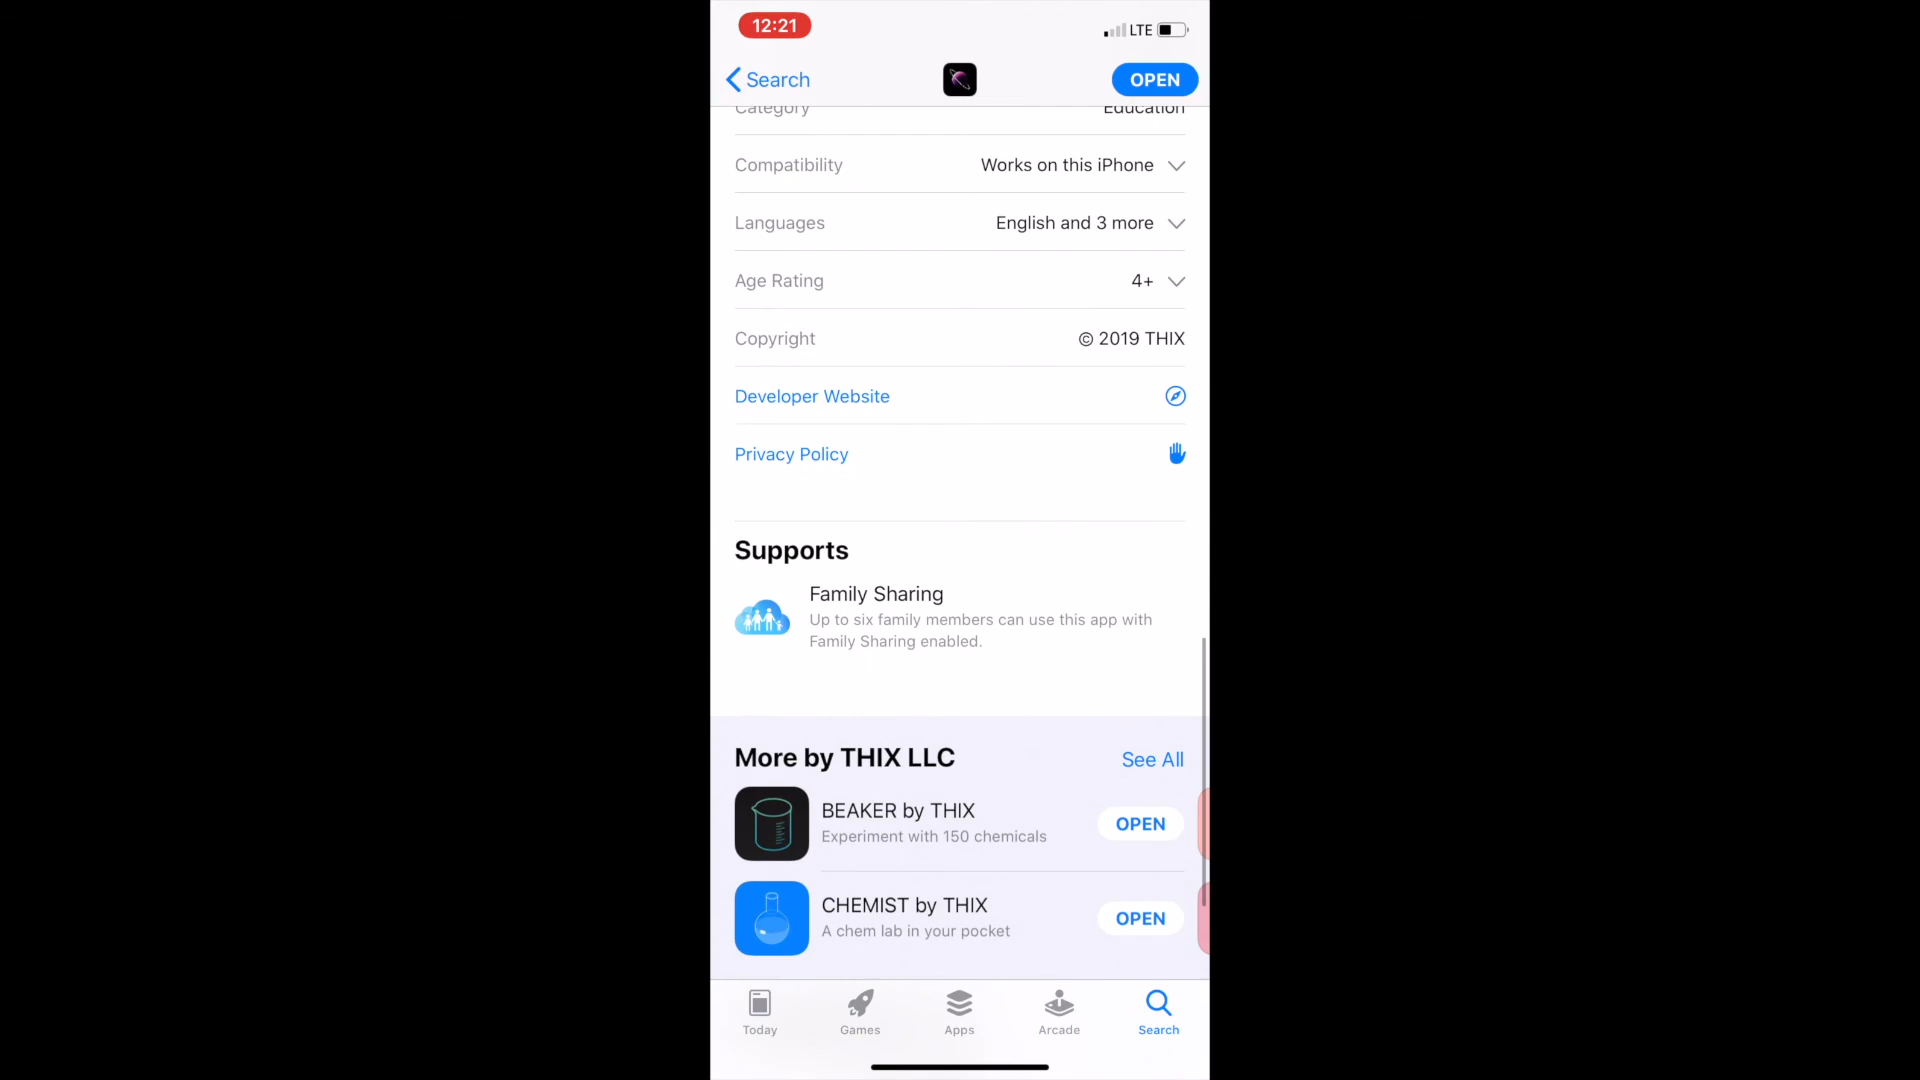 12:21
LTE
Search
OPEN
Category
Education
Compatibility
Works on this iPhone
Languages
English and 3 more
Age Rating
4+
Copyright
© 2019 THIX
Developer Website
Privacy Policy
Supports
Family Sharing
Up to six family members can use this app with
Family Sharing enabled.
More by THIX LLC
See All
BEAKER by THIX
Experiment with 150 chemicals
OPEN
CHEMIST by THIX
A chem lab in your pocket
OPEN
Today
Games
Apps
Arcade
Search